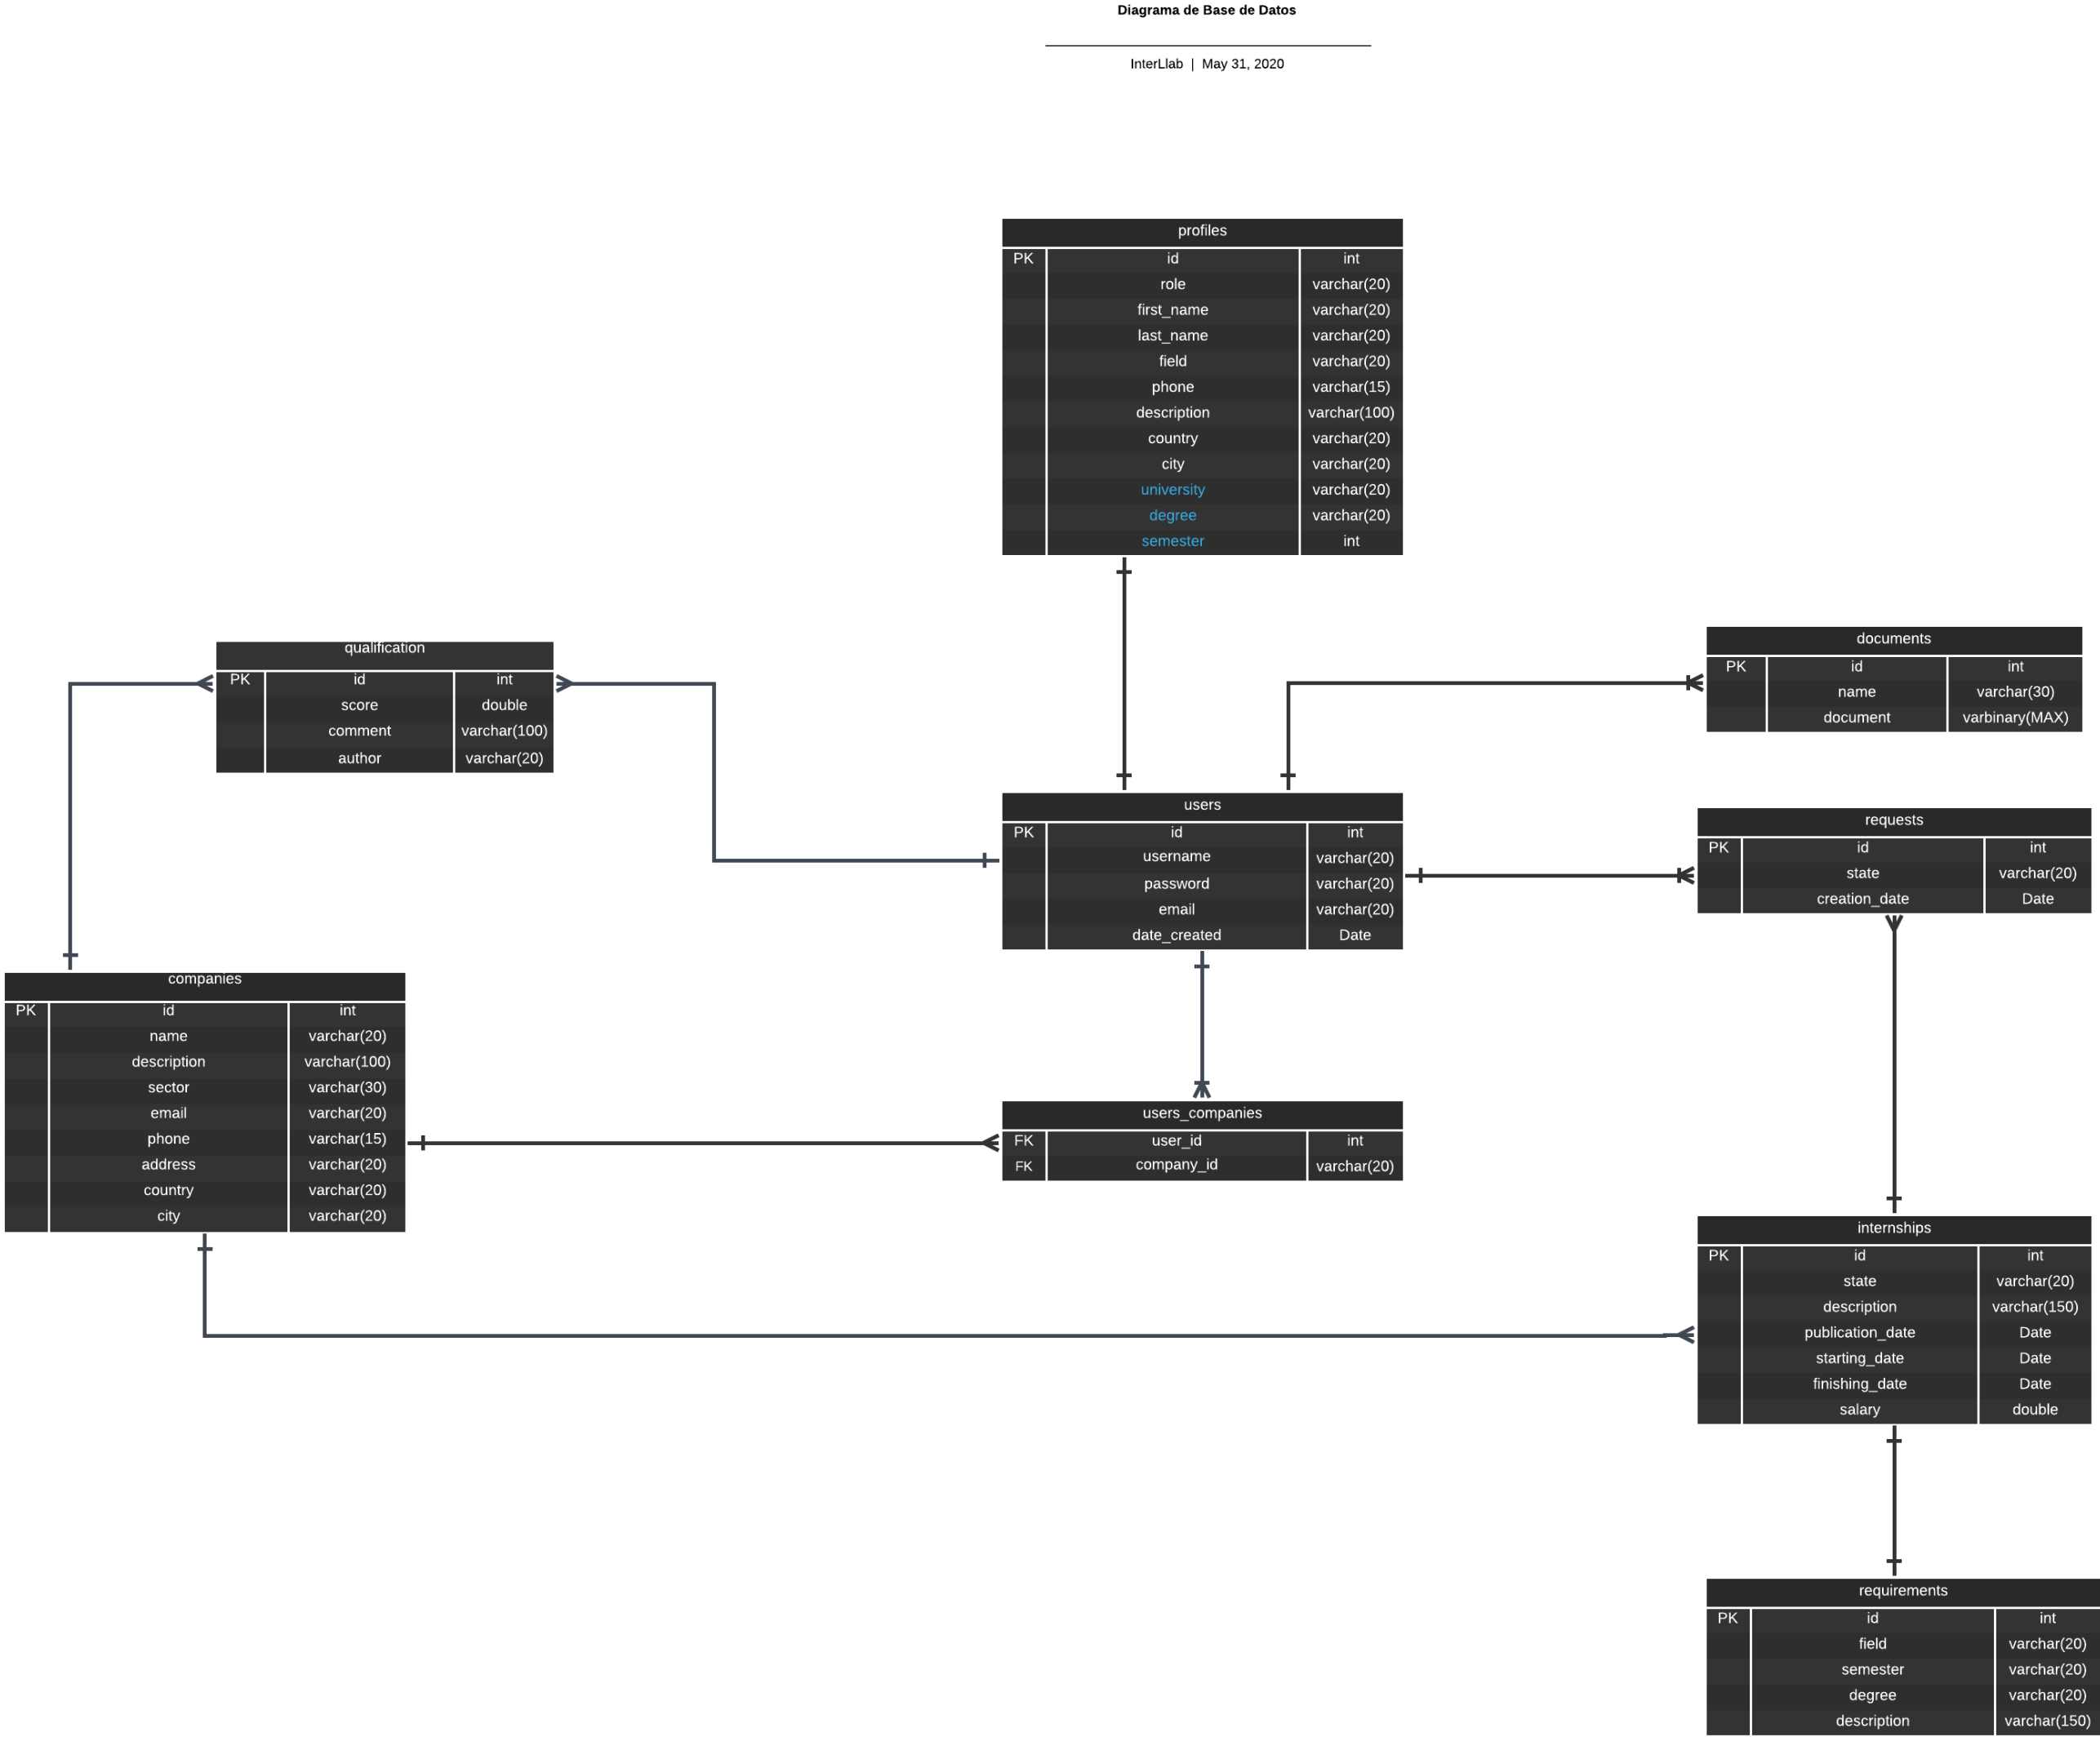 Diagrama de Base de Datos
InterLlab | May 31, 2020
profiles
PK id int
role varchar(20)
first_name varchar(20)
last_name varchar(20)
field varchar(20)
phone varchar(15)
description varchar(100)
country varchar(20)
city varchar(20)
university varchar(20)
degree varchar(20)
semester int
qualification
PK id int
score double
comment varchar(100)
author varchar(20)
documents
PK id int
name varchar(30)
document varbinary(MAX)
users
PK id int
username varchar(20)
password varchar(20)
email varchar(20)
date_created Date
requests
PK id int
state varchar(20)
creation_date Date
companies
PK id int
name varchar(20)
description varchar(100)
sector varchar(30)
email varchar(20)
phone varchar(15)
address varchar(20)
country varchar(20)
city varchar(20)
users_companies
FK user_id int
FK company_id varchar(20)
internships
PK id int
state varchar(20)
description varchar(150)
publication_date Date
starting_date Date
finishing_date Date
salary double
requirements
PK id int
field varchar(20)
semester varchar(20)
degree varchar(20)
description varchar(150)